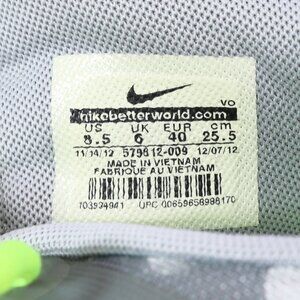 VO
nikebetterworld.com
US UK EUR cm
8.5 6 40 25.5
11/14/12 579812-009 12/07/12
MADE IN VIETNAM
FABRIQUE AU VIETNAM
UPC 00659658988170